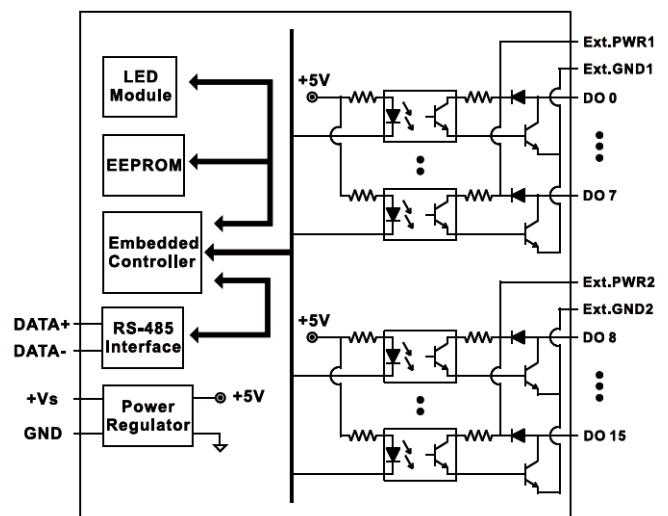 LED
Module
EEPROM
Embedded
Controller
DATA+
DATA-
RS-485
Interface
+Vs
GND
Power
Regulator
+5V
+5V
Ext.PWR1
Ext.GND1
DO 0
DO 7
+5V
Ext.PWR2
Ext.GND2
DO 8
DO 15